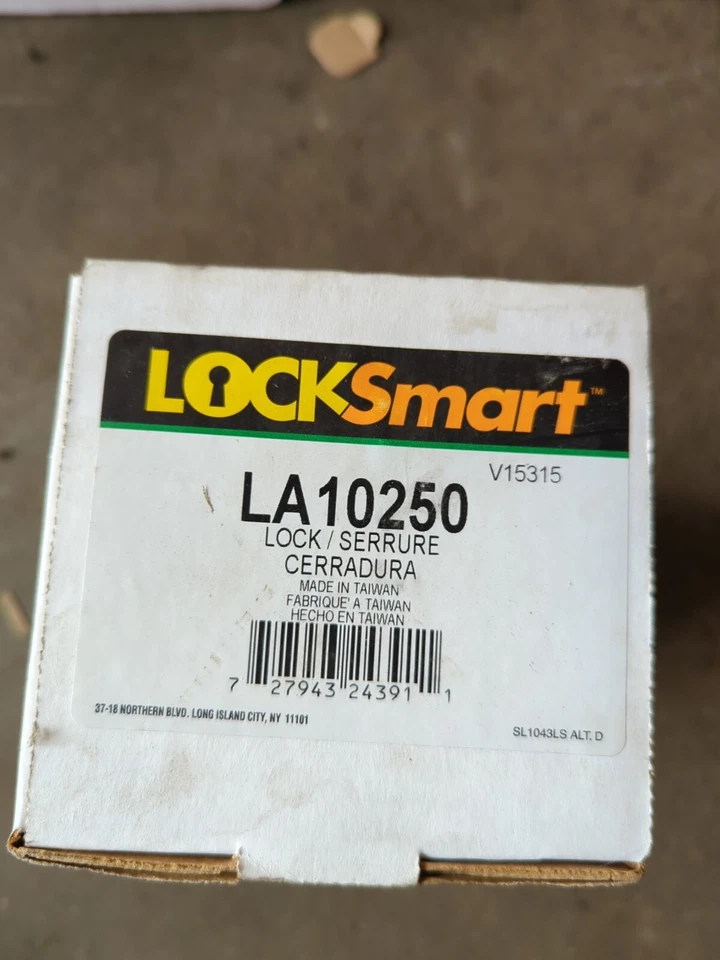 LOCKSmart™
V15315
LA10250
LOCK / SERRURE
CERRADURA
MADE IN TAIWAN
FABRIQUE' A TAIWAN
HECHO EN TAIWAN
7 27943 24391 1
37-18 NORTHERN BLVD. LONG ISLAND CITY, NY 11101
SL1043LS ALT. D